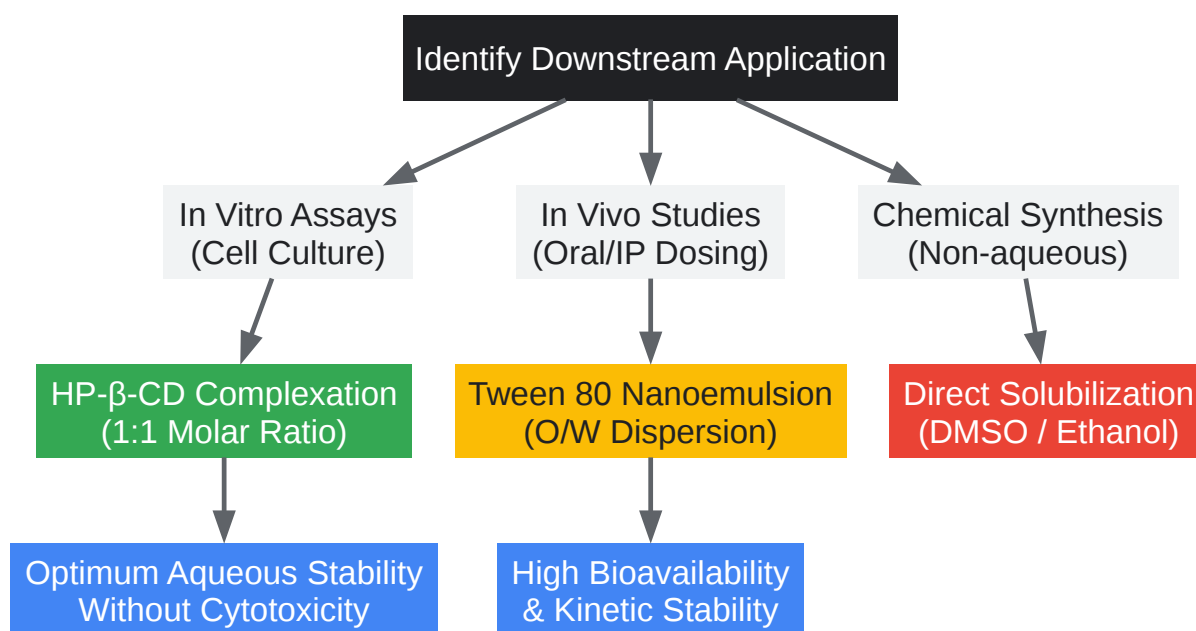 Identify Downstream Application
In Vitro Assays
(Cell Culture)
In Vivo Studies
(Oral/IP Dosing)
Chemical Synthesis
(Non-aqueous)
HP-β-CD Complexation
(1:1 Molar Ratio)
Tween 80 Nanoemulsion
(O/W Dispersion)
Direct Solubilization
(DMSO / Ethanol)
Optimum Aqueous Stability
Without Cytotoxicity
High Bioavailability
& Kinetic Stability